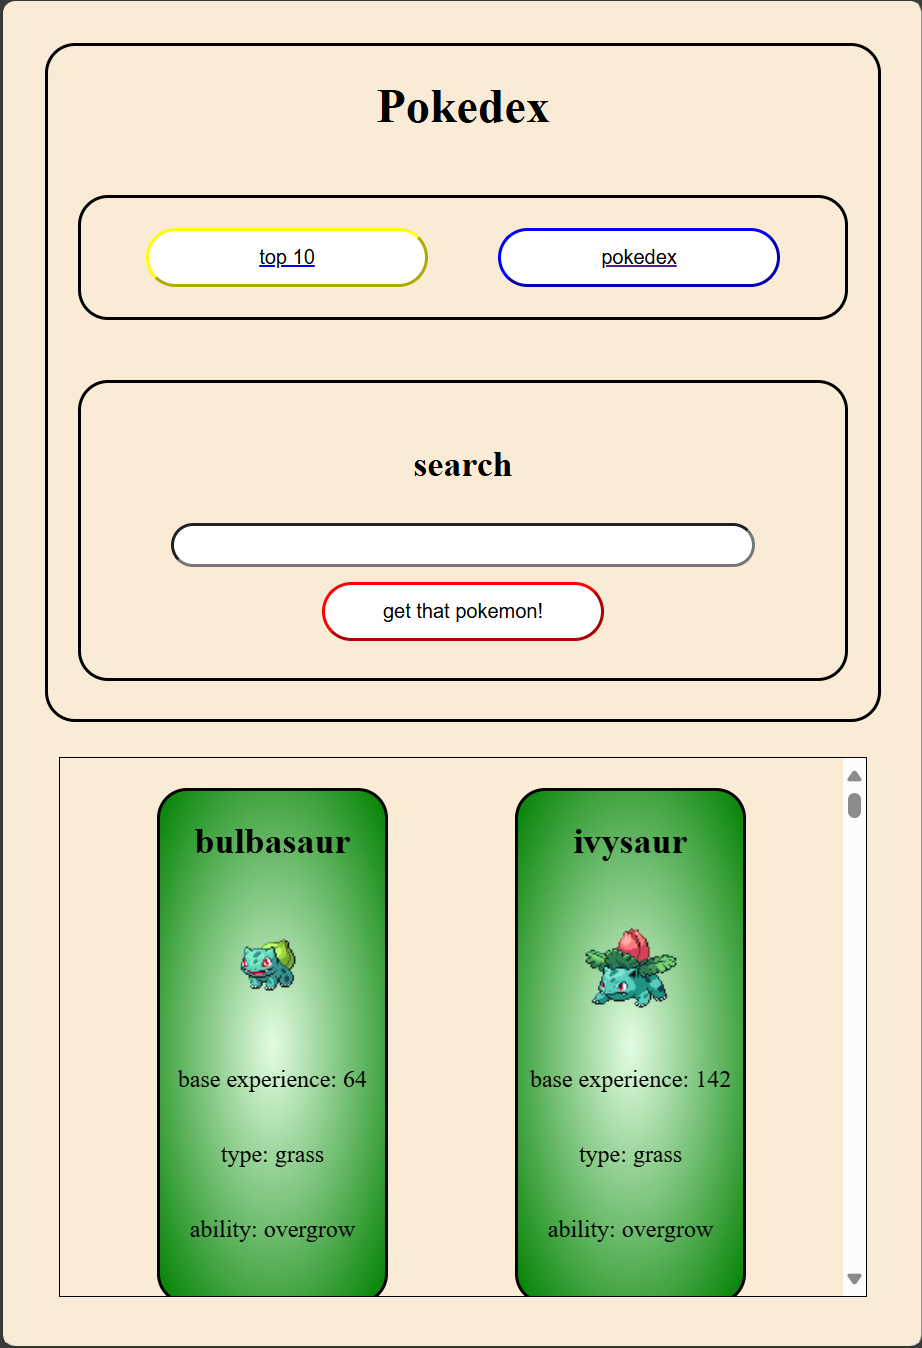 Pokedex
top 10
pokedex
search
get that pokemon!
bulbasaur
base experience: 64
type: grass
ability: overgrow
ivysaur
base experience: 142
type: grass
ability: overgrow